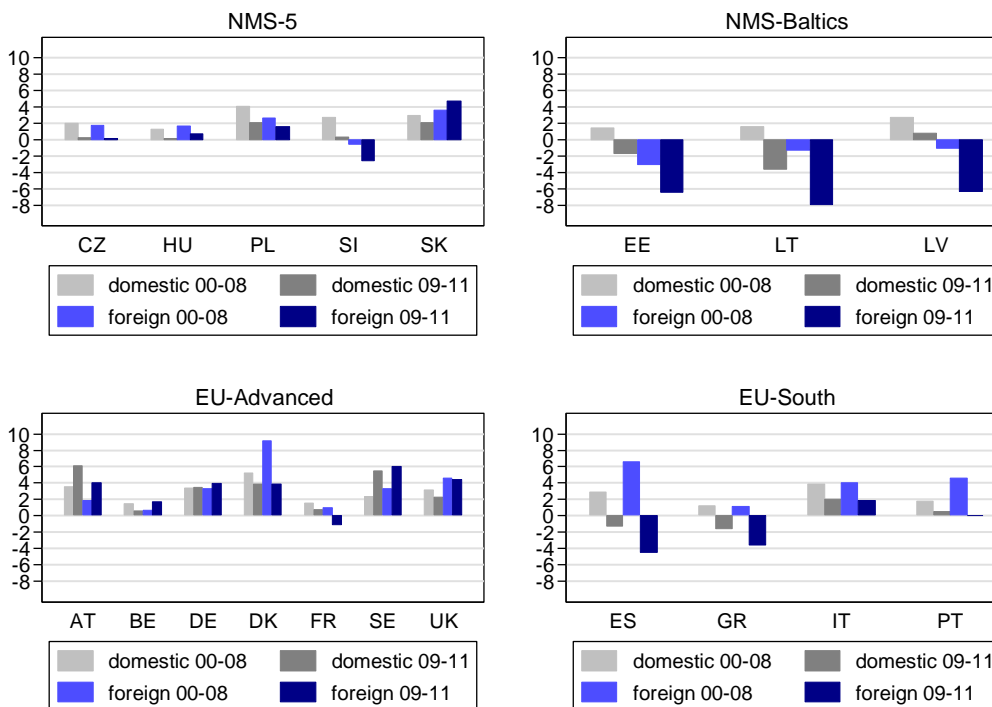 NMS-5
10
8
6
4
2
0
-2
-4
-6
-8
CZ HU PL SI SK
domestic 00-08 domestic 09-11
foreign 00-08 foreign 09-11
NMS-Baltics
10
8
6
4
2
0
-2
-4
-6
-8
EE LT LV
domestic 00-08 domestic 09-11
foreign 00-08 foreign 09-11
EU-Advanced
10
8
6
4
2
0
-2
-4
-6
-8
AT BE DE DK FR SE UK
domestic 00-08 domestic 09-11
foreign 00-08 foreign 09-11
EU-South
10
8
6
4
2
0
-2
-4
-6
-8
ES GR IT PT
domestic 00-08 domestic 09-11
foreign 00-08 foreign 09-11